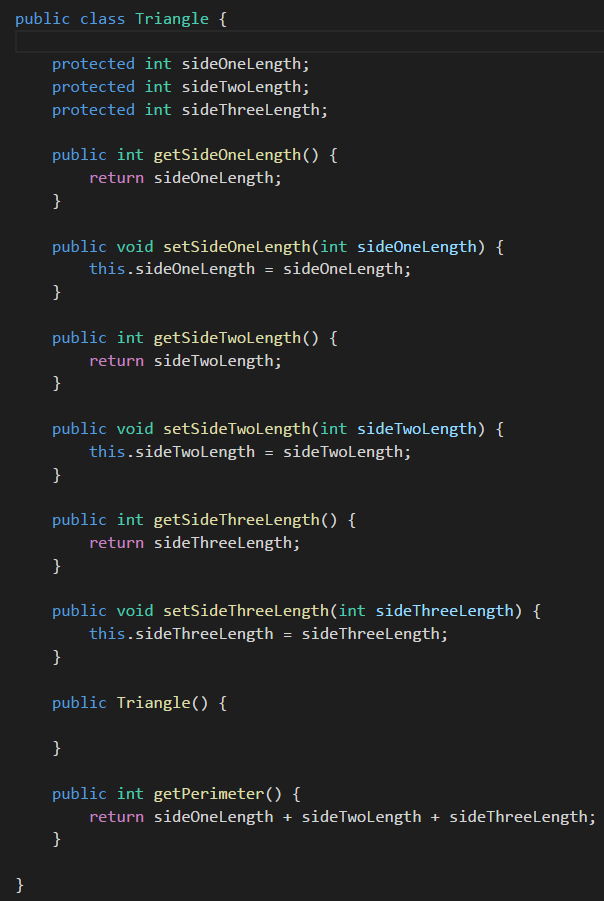 public class Triangle {
    protected int sideOneLength;
    protected int sideTwoLength;
    protected int sideThreeLength;
    public int getSideOneLength() {
        return sideOneLength;
    }
    public void setSideOneLength(int sideOneLength) {
        this.sideOneLength = sideOneLength;
    }
    public int getSideTwoLength() {
        return sideTwoLength;
    }
    public void setSideTwoLength(int sideTwoLength) {
        this.sideTwoLength = sideTwoLength;
    }
    public int getSideThreeLength() {
        return sideThreeLength;
    }
    public void setSideThreeLength(int sideThreeLength) {
        this.sideThreeLength = sideThreeLength;
    }
    public Triangle() {
    }
    public int getPerimeter() {
        return sideOneLength + sideTwoLength + sideThreeLength;
    }
}